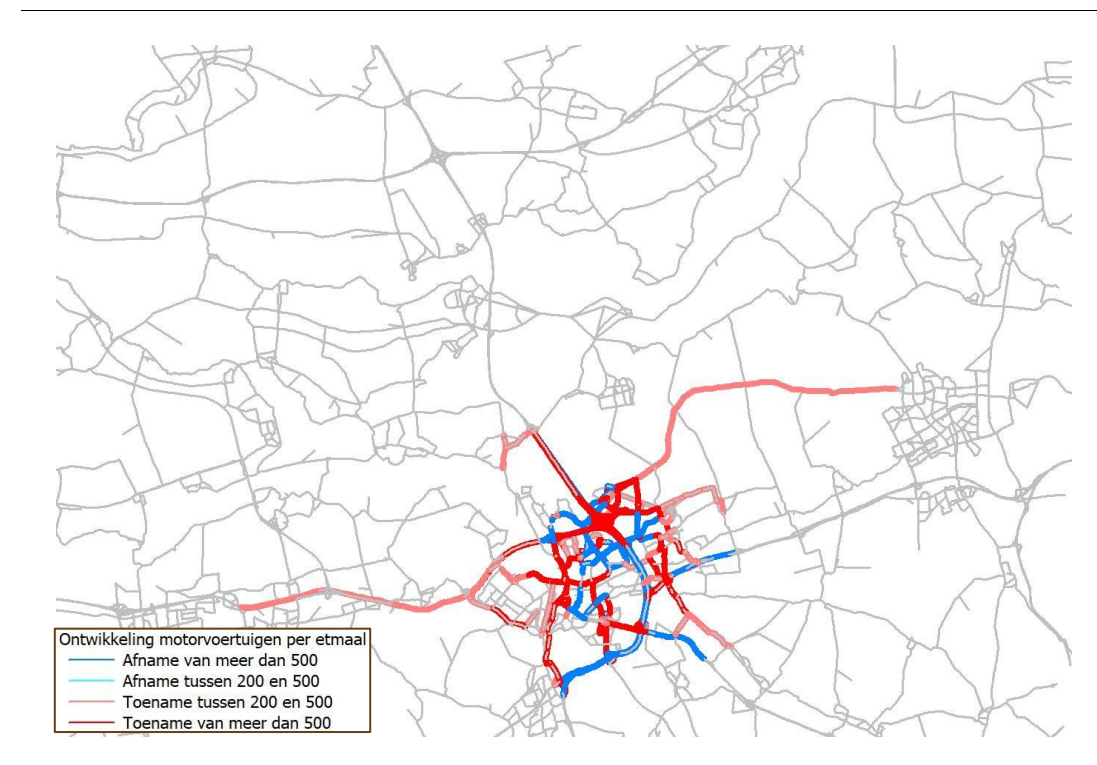 Ontwikkeling motorvoertuigen per etmaal
Afname van meer dan 500
Afname tussen 200 en 500
Toename tussen 200 en 500
Toename van meer dan 500